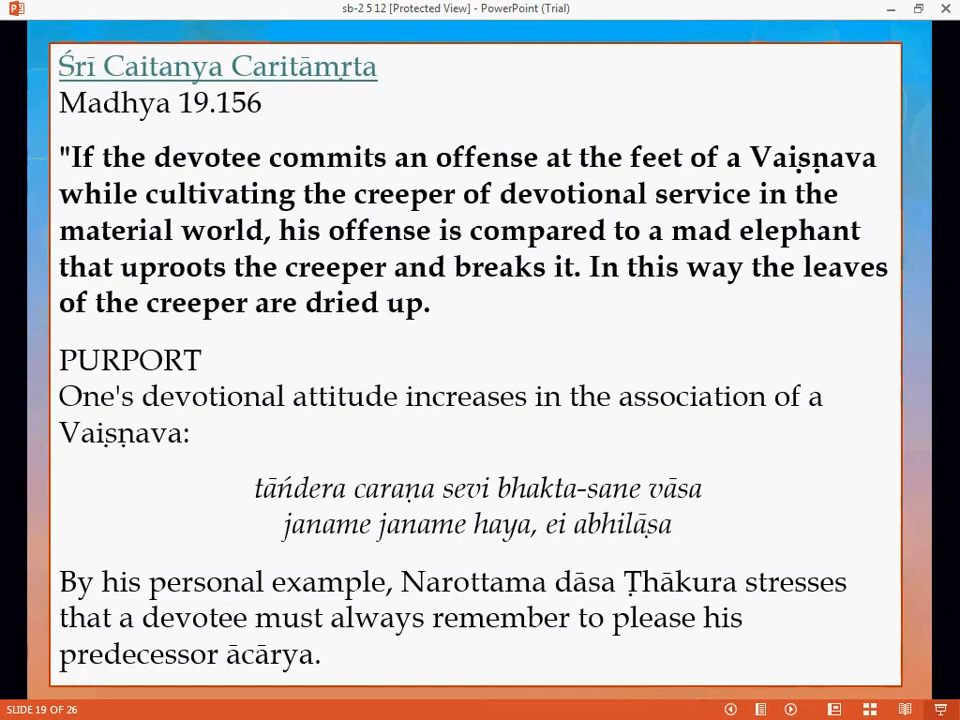 sb-2 5 12 [Protected View] - PowerPoint (Trial)
Śrī Caitanya Caritāmṛta
Madhya 19.156
"If the devotee commits an offense at the feet of a Vaiṣṇava
while cultivating the creeper of devotional service in the
material world, his offense is compared to a mad elephant
that uproots the creeper and breaks it. In this way the leaves
of the creeper are dried up.
PURPORT
One's devotional attitude increases in the association of a
Vaiṣṇava:
tāńdera caraṇa sevi bhakta-sane vāsa
janame janame haya, ei abhilāṣa
By his personal example, Narottama dāsa Ṭhākura stresses
that a devotee must always remember to please his
predecessor ācārya.
SLIDE 19 OF 26